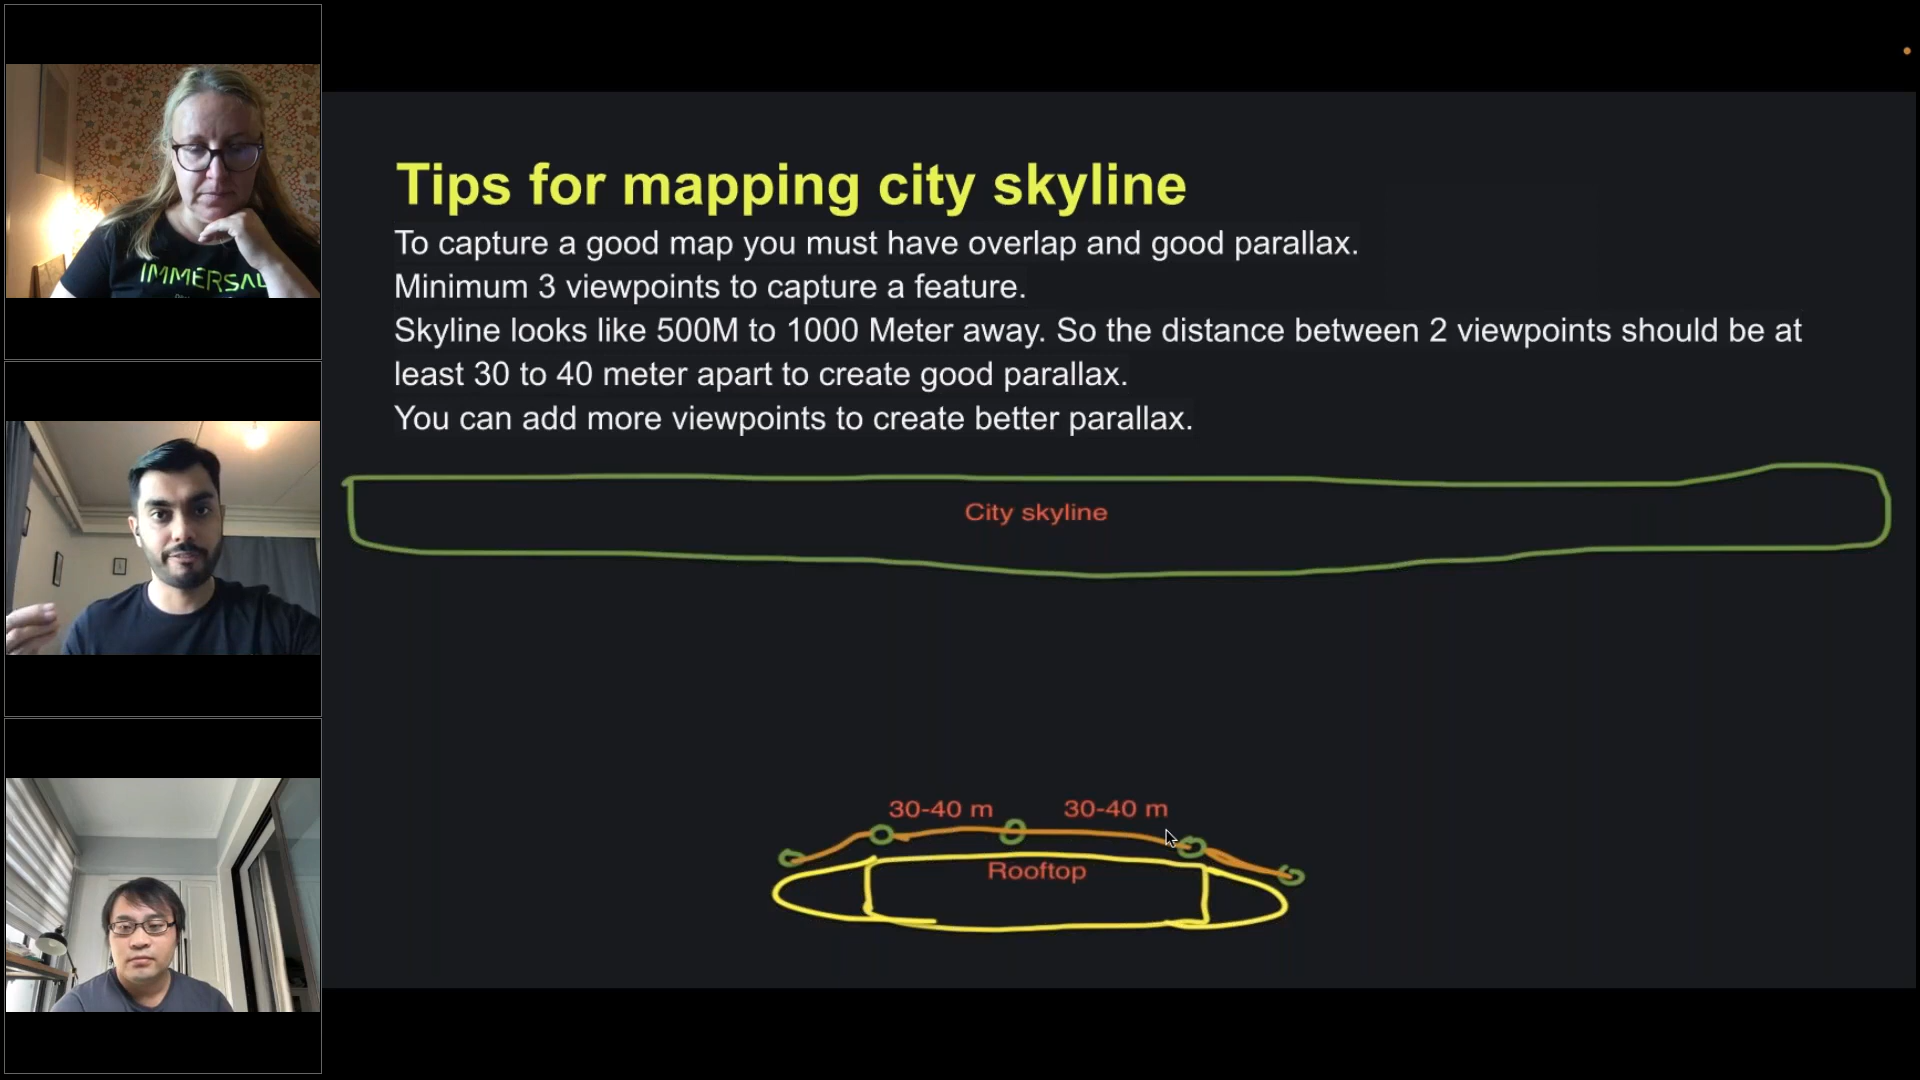 IMMERSAL
Tips for mapping city skyline
To capture a good map you must have overlap and good parallax.
Minimum 3 viewpoints to capture a feature.
Skyline looks like 500M to 1000 Meter away. So the distance between 2 viewpoints should be at
least 30 to 40 meter apart to create good parallax.
You can add more viewpoints to create better parallax.
City skyline
30-40 m 30-40 m
Rooftop